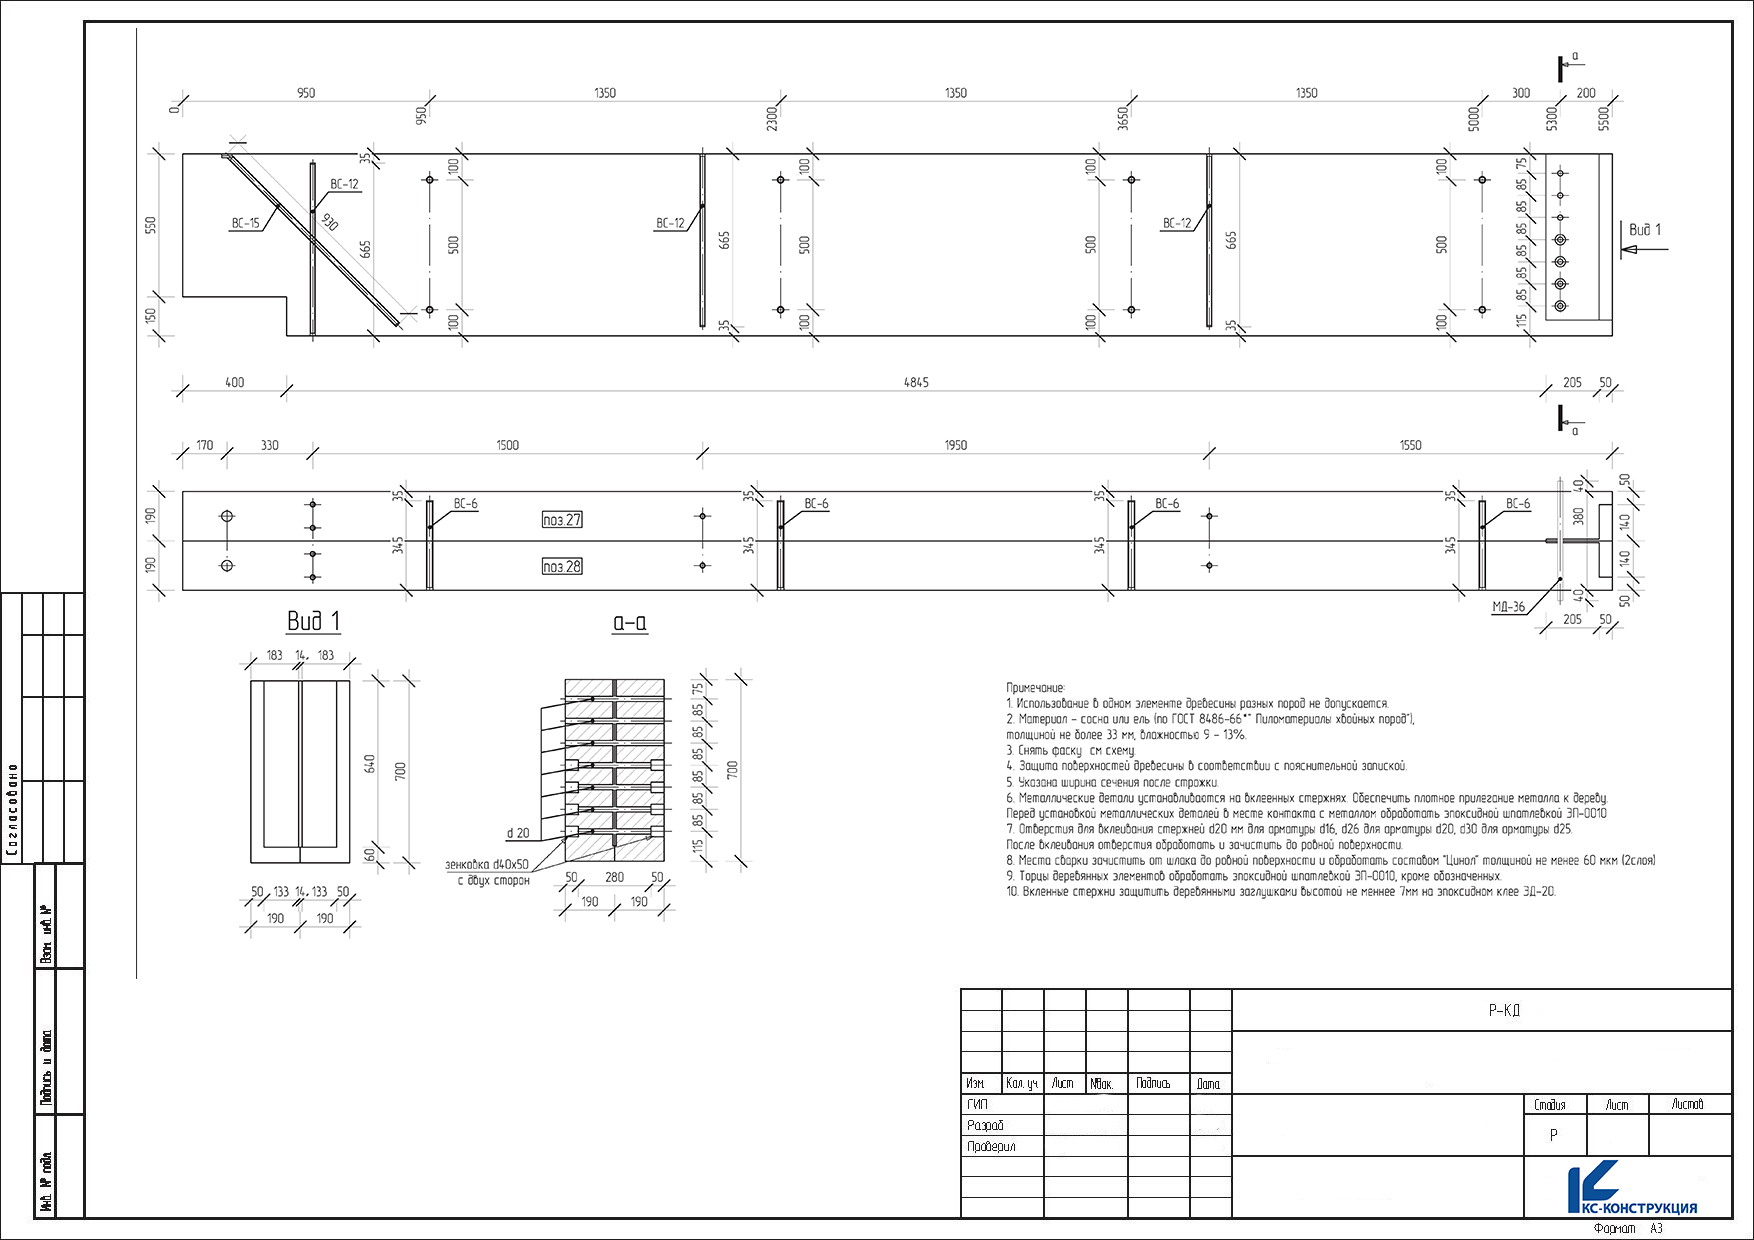 а
950 1350 1350 1350 300 200
0 950 2300 3650 5000 5300 5500
35 100 100 100 100 75
ВС-12
85
ВС-15 930 ВС-12 ВС-12 85
550 Вид 1
665 500 665 500 500 665 500 85
85
85
85
150 100 35 100 100 35 100 115
400 4845 205 50
а
170 330 1500 1950 1550
35 35 35 35 40 50
ВС-6 ВС-6 ВС-6 ВС-6
190 поз.27 380 140
345 345 345 345
190 поз.28 140
МД-36 40 50
205 50
Вид 1 а-а
183 14 183
75
85
85
640 700 85 700
85
85
85
d 20
115
60
зенковка d40х50
с двух сторон
50 280 50
190 190
50 133 14 133 50
190 190
Примечание:
1. Использование в одном элементе древесины разных пород не допускается.
2. Материал - сосна или ель (по ГОСТ 8486-66*" Пиломатериалы хвойных пород"),
толщиной не более 33 мм, влажностью 9 - 13%.
3. Снять фаску см схему.
4. Защита поверхностей древесины в соответствии с пояснительной запиской.
5. Указана ширина сечения после строжки.
6. Металлические детали устанавливаются на вклеенных стержнях. Обеспечить плотное прилегание металла к дереву.
Перед установкой металлических деталей в месте контакта с металлом обработать эпоксидной шпатлевкой ЭП-0010
7. Отверстия для вклеивания стержней d20 мм для арматуры d16, d26 для арматуры d20, d30 для арматуры d25.
После вклеивания отверстия обработать и зачистить до ровной поверхности.
8. Места сварки зачистить от шлака до ровной поверхности и обработать составом "Цинол" толщиной не менее 60 мкм (2слоя)
9. Торцы деревянных элементов обработать эпоксидной шпатлевкой ЭП-0010, кроме обозначенных.
10. Вкленные стержни защитить деревянными заглушками высотой не меннее 7мм на эпоксидном клее ЭД-20.
Согласовано
Взам. инв. №
Подпись и дата
Инв. № подл.
Р-КД
Изм. Кол. уч Лист №док. Подпись Дата
ГИП Стадия Лист Листов
Разраб
Р
Проверил
КС-КОНСТРУКЦИЯ
Формат А3